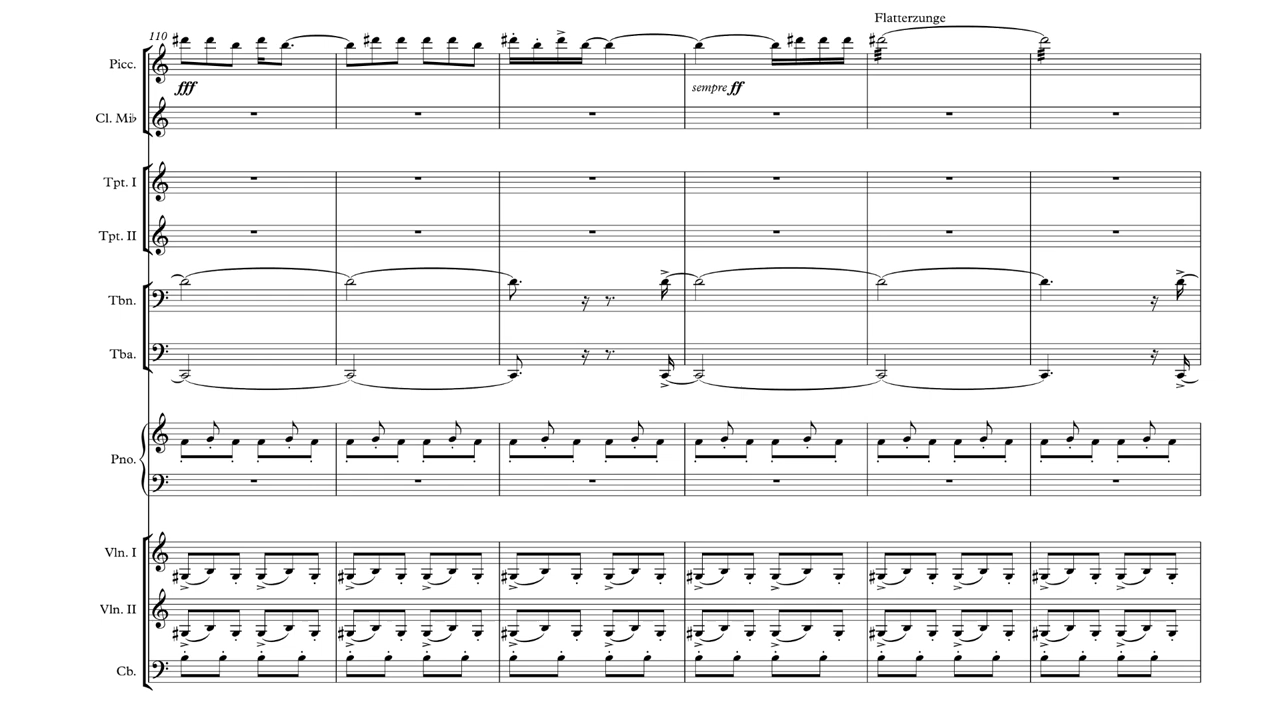 Flatterzunge
110
Picc.
fff
sempre ff
Cl. Mi♭
Tpt. I
Tpt. II
Tbn.
Tba.
Pno.
Vln. I
Vln. II
Cb.